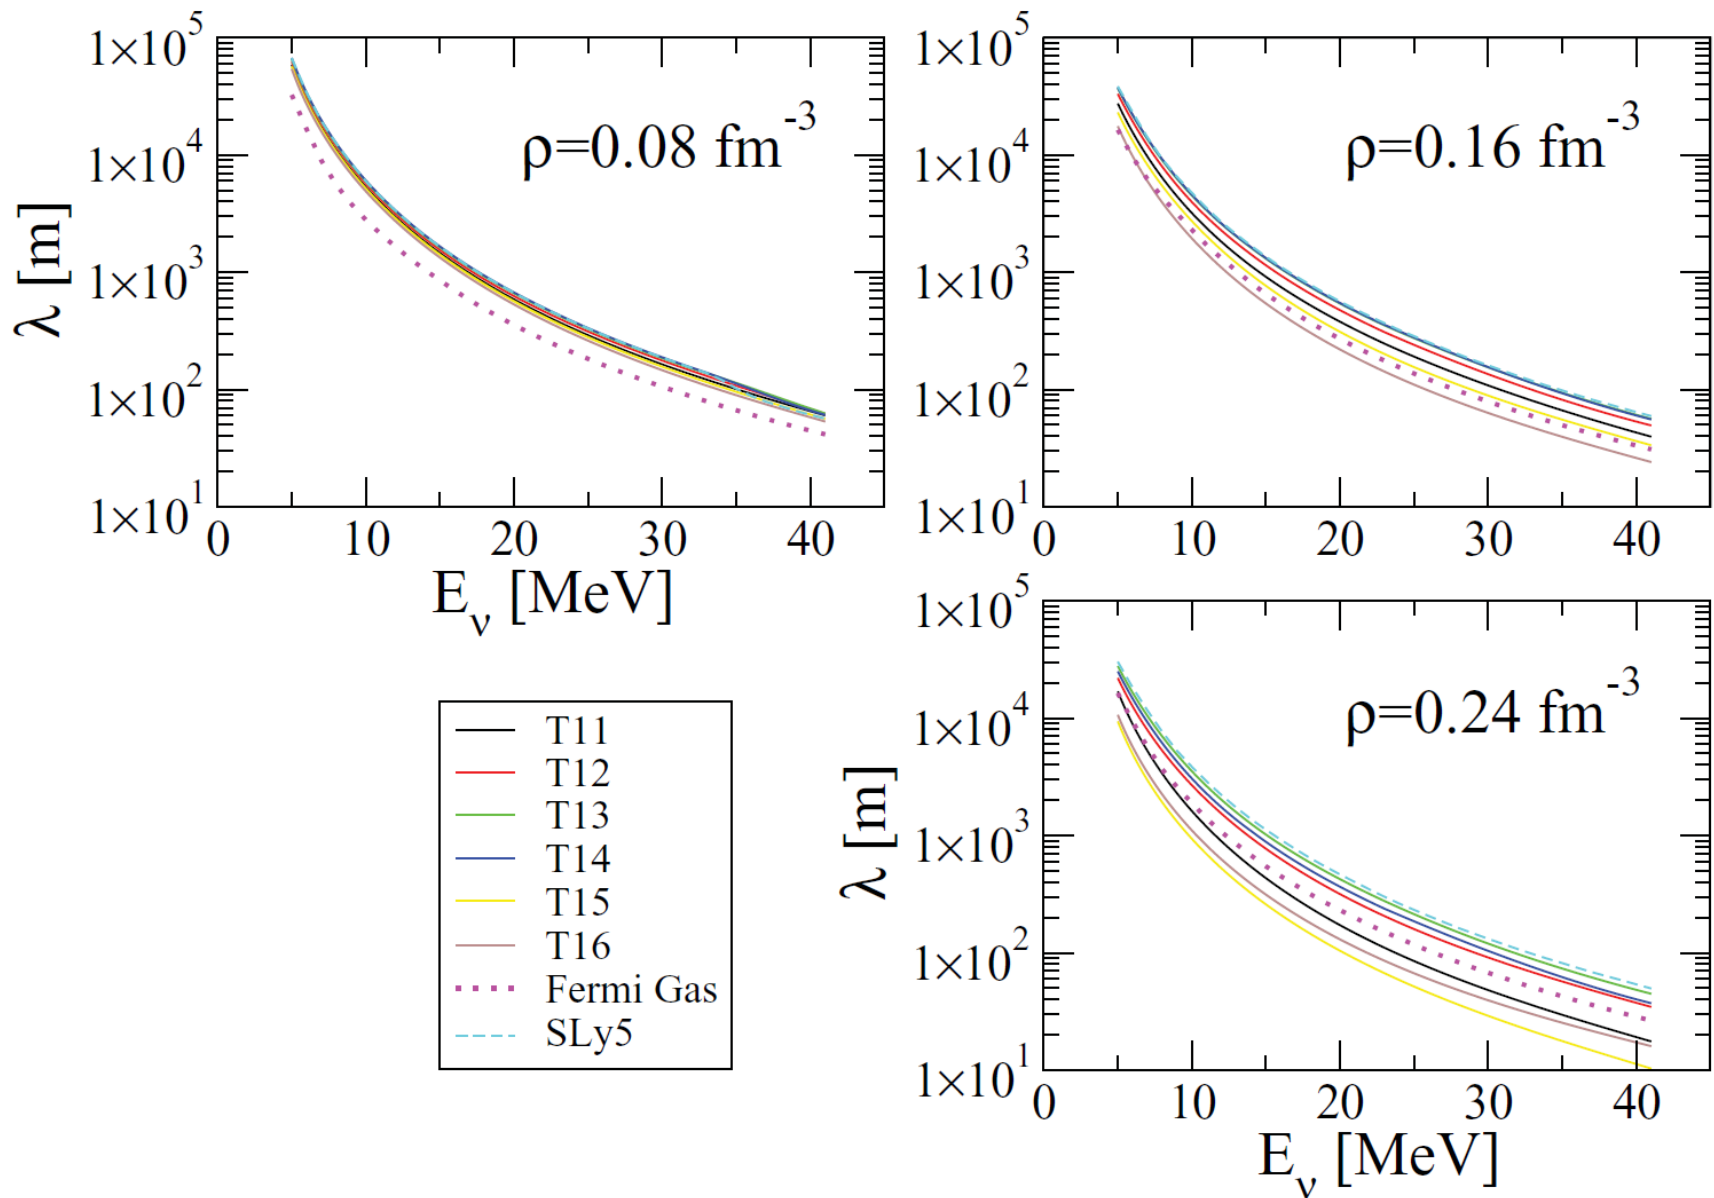 1×10^5
1×10^4
1×10^3
1×10^2
1×10^1
λ [m]
ρ=0.08 fm^-3
0 10 20 30 40
E_ν [MeV]
1×10^5
1×10^4
1×10^3
1×10^2
1×10^1
ρ=0.16 fm^-3
0 10 20 30 40
T11
T12
T13
T14
T15
T16
Fermi Gas
SLy5
1×10^5
1×10^4
1×10^3
1×10^2
1×10^1
λ [m]
ρ=0.24 fm^-3
0 10 20 30 40
E_ν [MeV]